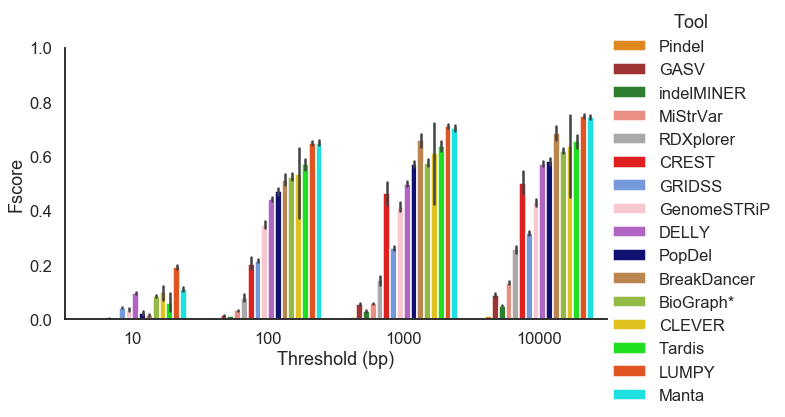 Tool
Pindel
GASV
indelMINER
MiStrVar
RDXplorer
CREST
GRIDSS
GenomeSTRiP
DELLY
PopDel
BreakDancer
BioGraph*
CLEVER
Tardis
LUMPY
Manta
Fscore
1.0
0.8
0.6
0.4
0.2
0.0
10 100 1000 10000
Threshold (bp)